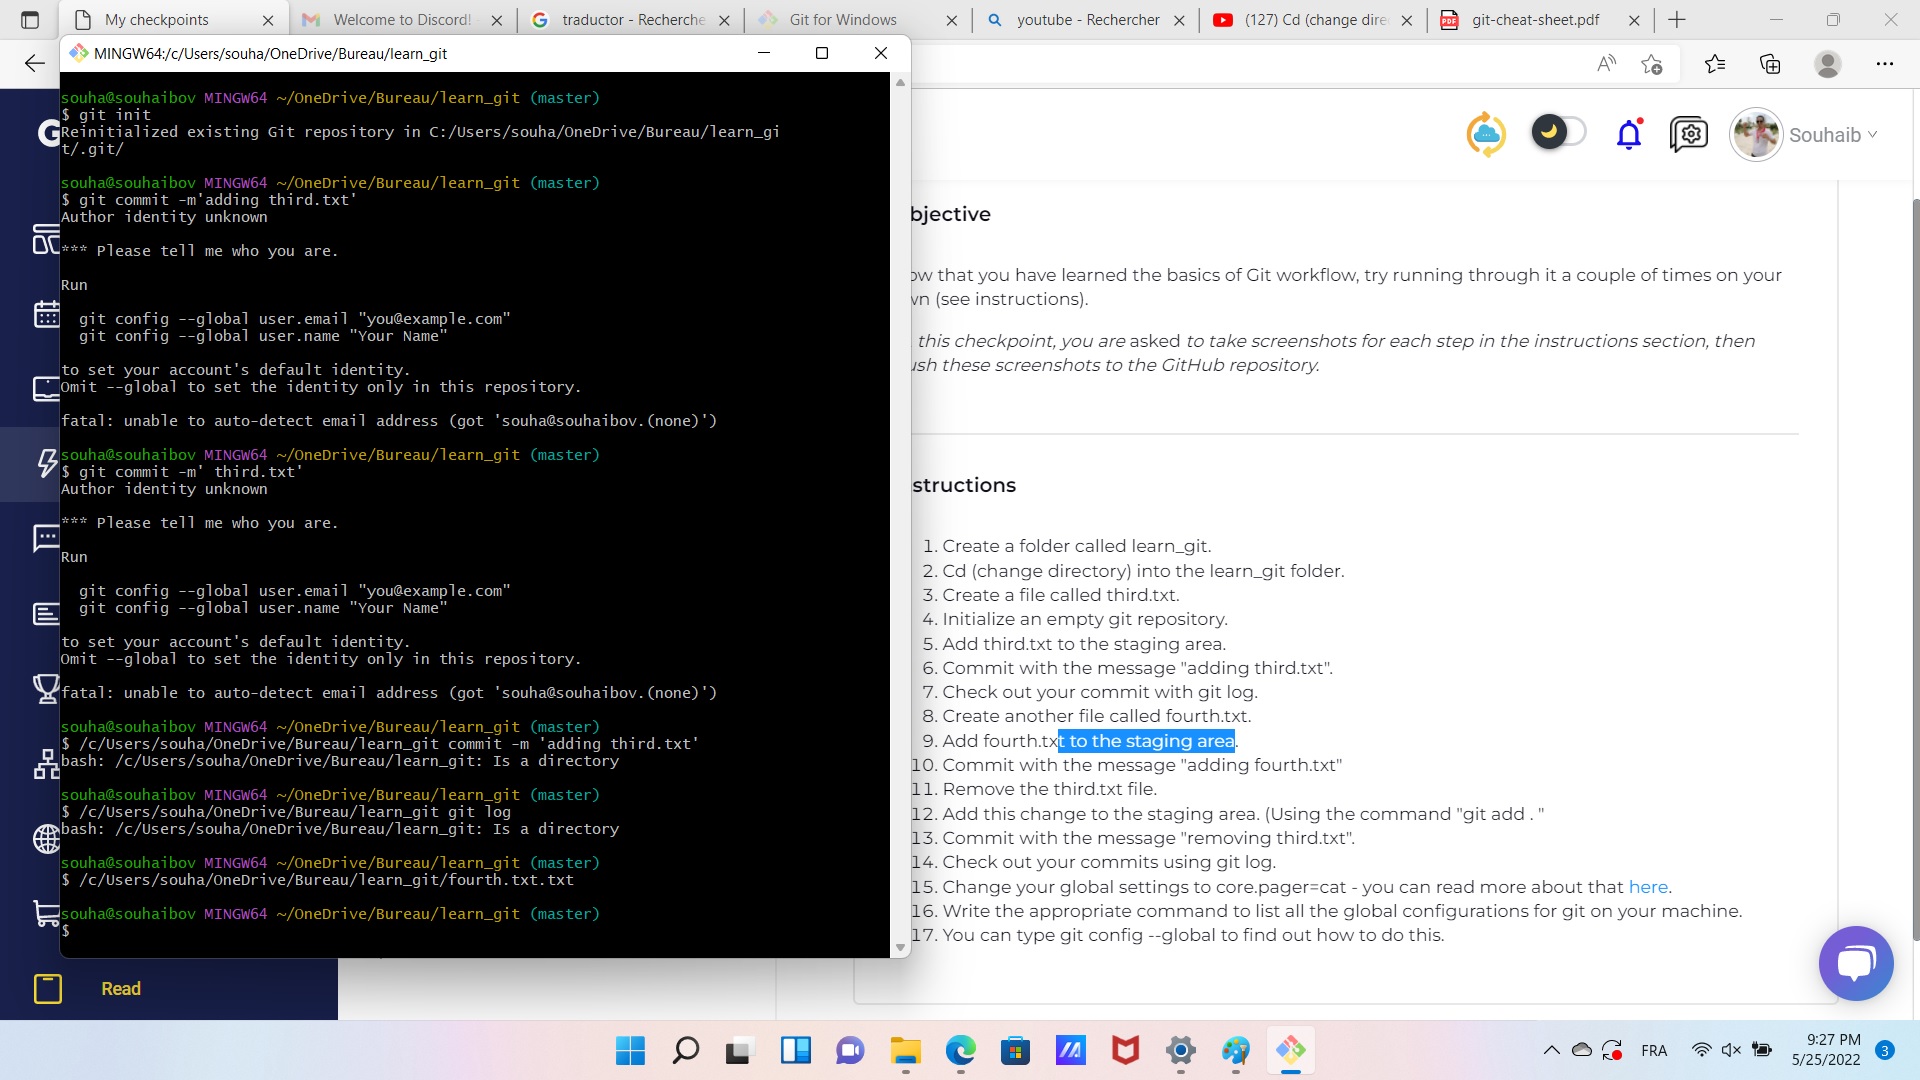 My checkpoints
Welcome to Discord!
traductor - Recherche
Git for Windows
youtube - Rechercher
(127) Cd (change dire
git-cheat-sheet.pdf
MINGW64:/c/Users/souha/OneDrive/Bureau/learn_git
souha@souhaibov MINGW64 ~/OneDrive/Bureau/learn_git (master)
$ git init
Reinitialized existing Git repository in C:/Users/souha/OneDrive/Bureau/learn_gi
t/.git/
souha@souhaibov MINGW64 ~/OneDrive/Bureau/learn_git (master)
$ git commit -m'adding third.txt'
Author identity unknown
*** Please tell me who you are.
Run
git config --global user.email "you@example.com"
git config --global user.name "Your Name"
to set your account's default identity.
Omit --global to set the identity only in this repository.
fatal: unable to auto-detect email address (got 'souha@souhaibov.(none)')
souha@souhaibov MINGW64 ~/OneDrive/Bureau/learn_git (master)
$ git commit -m' third.txt'
Author identity unknown
*** Please tell me who you are.
Run
git config --global user.email "you@example.com"
git config --global user.name "Your Name"
to set your account's default identity.
Omit --global to set the identity only in this repository.
fatal: unable to auto-detect email address (got 'souha@souhaibov.(none)')
souha@souhaibov MINGW64 ~/OneDrive/Bureau/learn_git (master)
$ /c/Users/souha/OneDrive/Bureau/learn_git commit -m 'adding third.txt'
bash: /c/Users/souha/OneDrive/Bureau/learn_git: Is a directory
souha@souhaibov MINGW64 ~/OneDrive/Bureau/learn_git (master)
$ /c/Users/souha/OneDrive/Bureau/learn_git git log
bash: /c/Users/souha/OneDrive/Bureau/learn_git: Is a directory
souha@souhaibov MINGW64 ~/OneDrive/Bureau/learn_git (master)
$ /c/Users/souha/OneDrive/Bureau/learn_git/fourth.txt.txt
souha@souhaibov MINGW64 ~/OneDrive/Bureau/learn_git (master)
$
Read
Souhaib
bjective
ow that you have learned the basics of Git workflow, try running through it a couple of times on your
wn (see instructions).
this checkpoint, you are asked to take screenshots for each step in the instructions section, then
ush these screenshots to the GitHub repository.
structions
1. Create a folder called learn_git.
2. Cd (change directory) into the learn_git folder.
3. Create a file called third.txt.
4. Initialize an empty git repository.
5. Add third.txt to the staging area.
6. Commit with the message "adding third.txt".
7. Check out your commit with git log.
8. Create another file called fourth.txt.
9. Add fourth.txt to the staging area.
10. Commit with the message "adding fourth.txt"
11. Remove the third.txt file.
12. Add this change to the staging area. (Using the command "git add . "
13. Commit with the message "removing third.txt".
14. Check out your commits using git log.
15. Change your global settings to core.pager=cat - you can read more about that here.
16. Write the appropriate command to list all the global configurations for git on your machine.
17. You can type git config --global to find out how to do this.
FRA
9:27 PM
5/25/2022
3